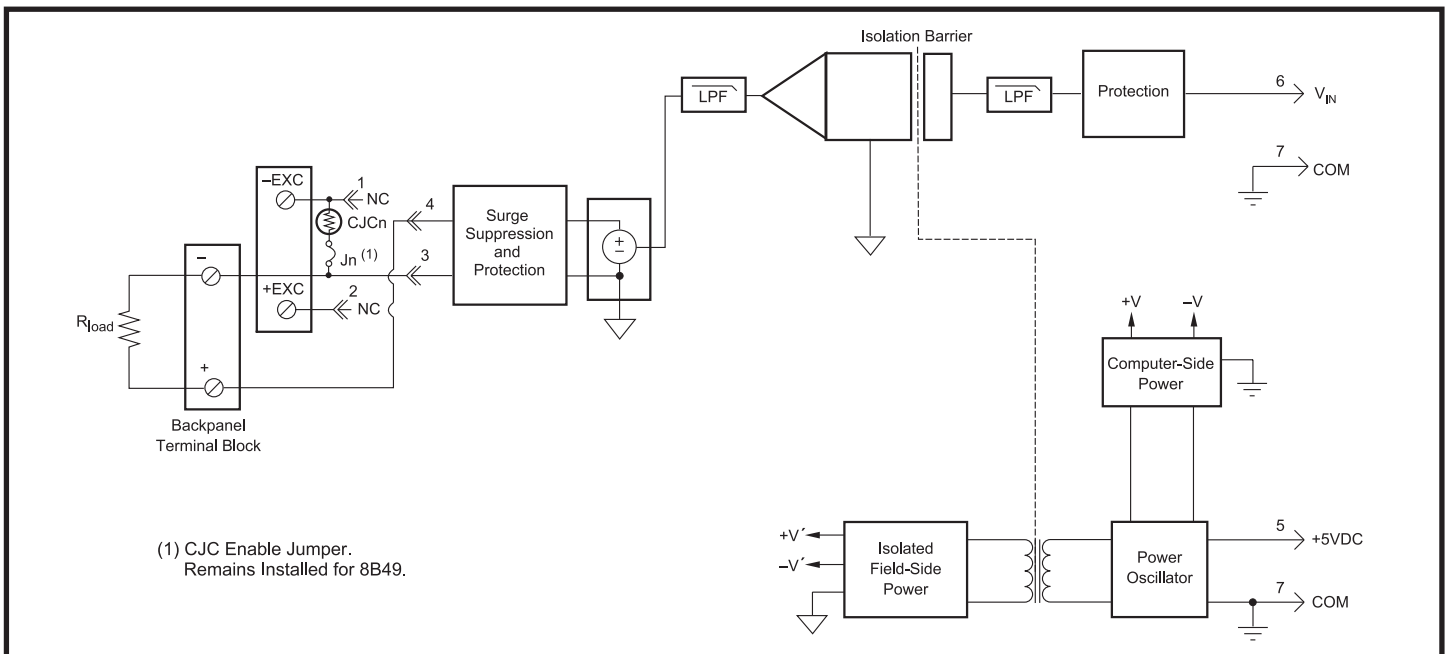 Isolation Barrier
LPF
LPF
Protection
6
V_IN
7
COM
−EXC
1
NC
CJCn
Jn (1)
4
3
Surge
Suppression
and
Protection
+
−
−
+EXC
2
NC
R_load
+
Backpanel
Terminal Block
+V
−V
Computer-Side
Power
(1) CJC Enable Jumper.
Remains Installed for 8B49.
+V´
−V´
Isolated
Field-Side
Power
Power
Oscillator
5
+5VDC
7
COM